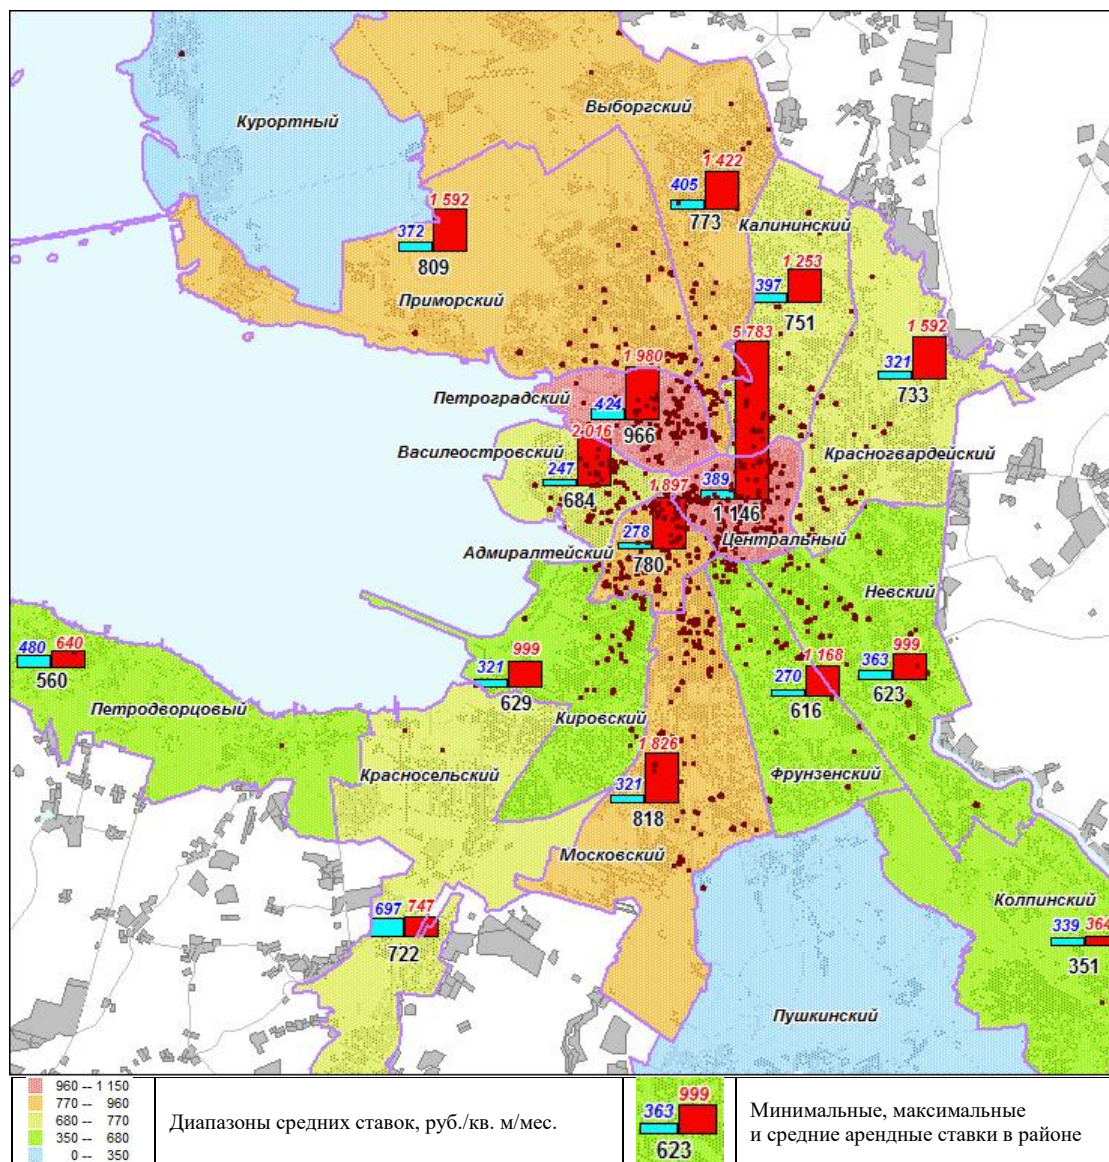 Курортный
Выборгский
405
1 422
773
372
1 592
809
Приморский
Калининский
397
1 253
751
5 783
321
1 592
733
Петроградский
424
1 980
966
Василеостровский
247
2 016
684
Красногвардейский
389
1 146
Центральный
Адмиралтейский
278
1 897
780
Невский
363
999
623
270
1 168
616
480
640
560
Петродворцовый
321
999
629
Кировский
Красносельский
Фрунзенский
321
1 826
818
Московский
697
747
722
Колпинский
339
364
351
Пушкинский
960 -- 1 150
770 -- 960
680 -- 770
350 -- 680
0 -- 350
Диапазоны средних ставок, руб./кв. м/мес.
363
999
623
Минимальные, максимальные
и средние арендные ставки в районе